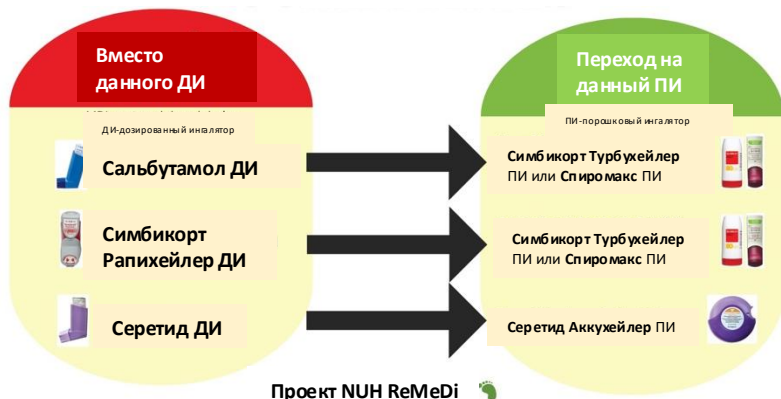 Вместо
данного ДИ
ДИ-дозированный ингалятор
Сальбутамол ДИ
Симбикорт
Рапихейлер ДИ
Серетид ДИ
Переход на
данный ПИ
ПИ-порошковый ингалятор
Симбикорт Турбухейлер
ПИ или Спиромакс ПИ
Симбикорт Турбухейлер
ПИ или Спиромакс ПИ
Серетид Аккухейлер ПИ
Проект NUH ReMeDi